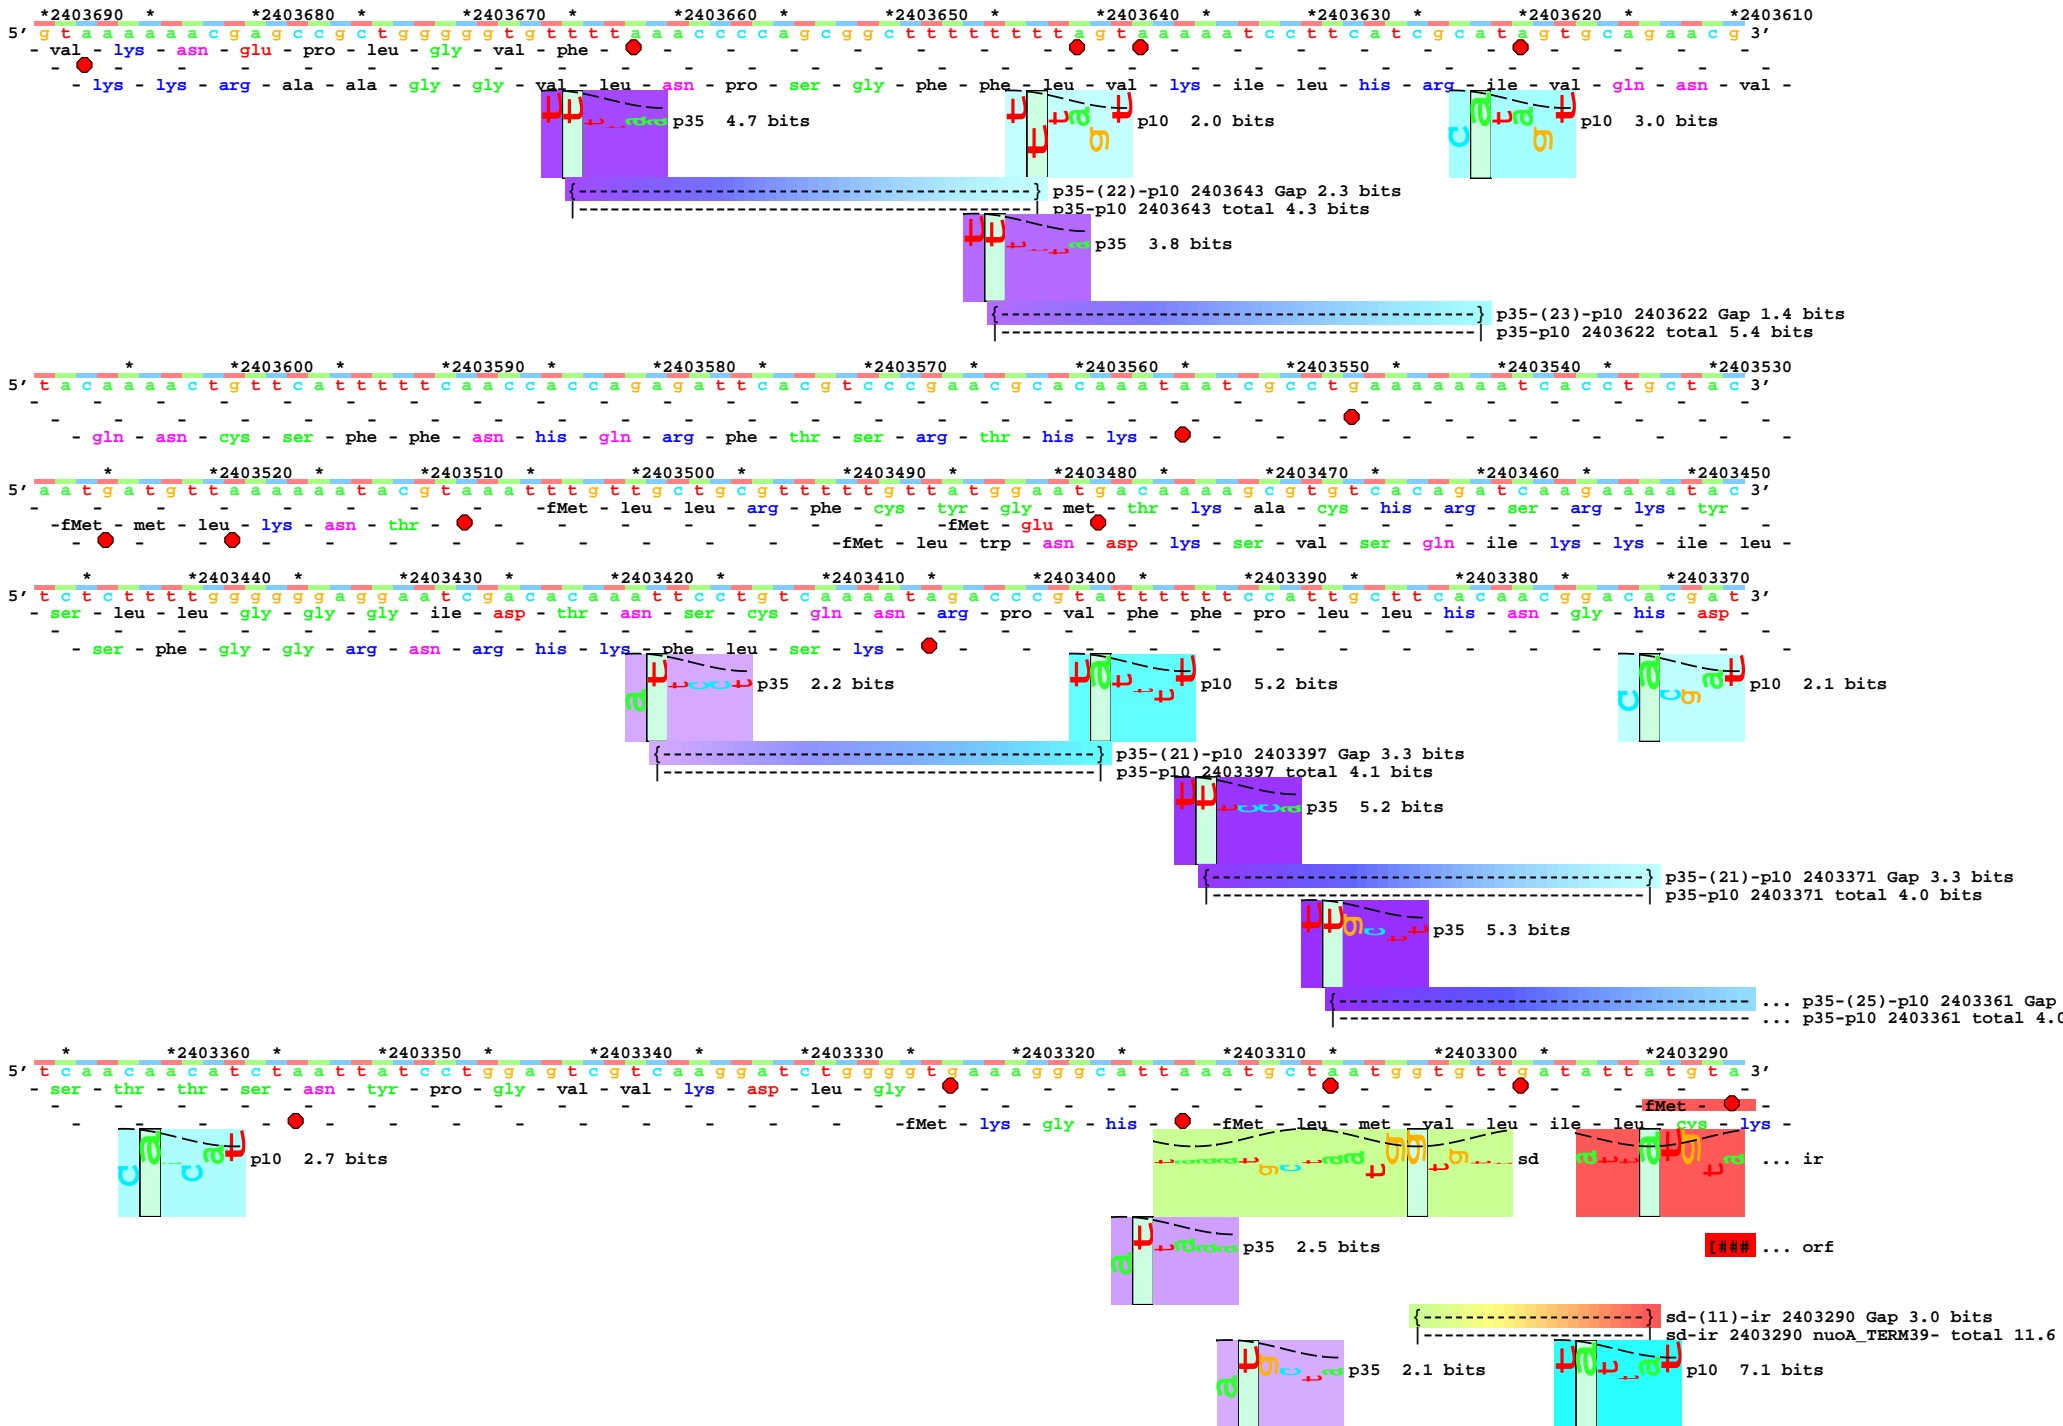 *2403690 * *2403680 * *2403670 * *2403660 * *2403650 * *2403640 * *2403630 * *2403620 * *2403610
5' g t a a a a a a c g a g c c g c t g g g g g t g t t t t a a a c c c c a g c g g c t t t t t t t t a g t a a a a a t c c t t c a t c g c a t a g t g c a g a a c g 3'
- val - lys - asn - glu - pro - leu - gly - val - phe -
- lys - lys - arg - ala - ala - gly - gly - val - leu - asn - pro - ser - gly - phe - phe - leu - val - lys - ile - leu - his - arg - ile - val - gln - asn - val -
p35 4.7 bits
p10 2.0 bits
p10 3.0 bits
p35-(22)-p10 2403643 Gap 2.3 bits
p35-p10 2403643 total 4.3 bits
p35 3.8 bits
p35-(23)-p10 2403622 Gap 1.4 bits
p35-p10 2403622 total 5.4 bits
* *2403600 * *2403590 * *2403580 * *2403570 * *2403560 * *2403550 * *2403540 * *2403530
5' t a c a a a a c t g t t c a t t t t t c a a c c a c c a g a g a t t c a c g t c c c g a a c g c a c a a a t a a t c g c c t g a a a a a a a t c a c c t g c t a c 3'
- gln - asn - cys - ser - phe - phe - asn - his - gln - arg - phe - thr - ser - arg - thr - his - lys -
* *2403520 * *2403510 * *2403500 * *2403490 * *2403480 * *2403470 * *2403460 * *2403450
5' a a t g a t g t t a a a a a a t a c g t a a a t t t g t t g c t g c g t t t t t g t t a t g g a a t g a c a a a a g c g t g t c a c a g a t c a a g a a a a t a c 3'
-fMet - leu - leu - arg - phe - cys - tyr - gly - met - thr - lys - ala - cys - his - arg - ser - arg - lys - tyr -
-fMet - met - leu - lys - asn - thr - -fMet - glu -
-fMet - leu - trp - asn - asp - lys - ser - val - ser - gln - ile - lys - lys - ile - leu -
* *2403440 * *2403430 * *2403420 * *2403410 * *2403400 * *2403390 * *2403380 * *2403370
5' t c t c t t t t g g g g g g a g g a a t c g a c a c a a a t t c c t g t c a a a a t a g a c c c g t a t t t t t t c c a t t g c t t c a c a a c g g a c a c g a t 3'
- ser - leu - leu - gly - gly - gly - ile - asp - thr - asn - ser - cys - gln - asn - arg - pro - val - phe - phe - pro - leu - leu - his - asn - gly - his - asp -
- ser - phe - gly - gly - arg - asn - arg - his - lys - phe - leu - ser - lys -
p35 2.2 bits
p10 5.2 bits
p10 2.1 bits
p35-(21)-p10 2403397 Gap 3.3 bits
p35-p10 2403397 total 4.1 bits
p35 5.2 bits
p35-(21)-p10 2403371 Gap 3.3 bits
p35-p10 2403371 total 4.0 bits
p35 5.3 bits
... p35-(25)-p10 2403361 Gap
... p35-p10 2403361 total 4.0
* *2403360 * *2403350 * *2403340 * *2403330 * *2403320 * *2403310 * *2403300 * *2403290
5' t c a a c a a c a t c t a a t t a t c c t g g a g t c g t c a a g g a t c t g g g g t g a a a g g g c a t t a a a t g c t a a t g g t g t t g a t a t t a t g t a 3'
- ser - thr - thr - ser - asn - tyr - pro - gly - val - val - lys - asp - leu - gly -
-fMet -
-fMet - lys - gly - his - -fMet - leu - met - val - leu - ile - leu - cys - lys -
p10 2.7 bits
sd
... ir
p35 2.5 bits
[### ... orf
sd-(11)-ir 2403290 Gap 3.0 bits
sd-ir 2403290 nuoA_TERM39- total 11.6
p35 2.1 bits
p10 7.1 bits